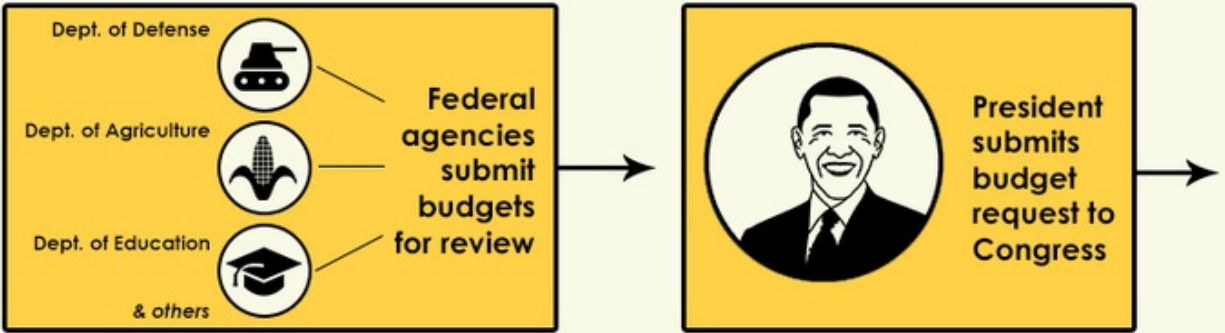 Dept. of Defense
Dept. of Agriculture
Dept. of Education
& others
Federal
agencies
submit
budgets
for review
President
submits
budget
request to
Congress